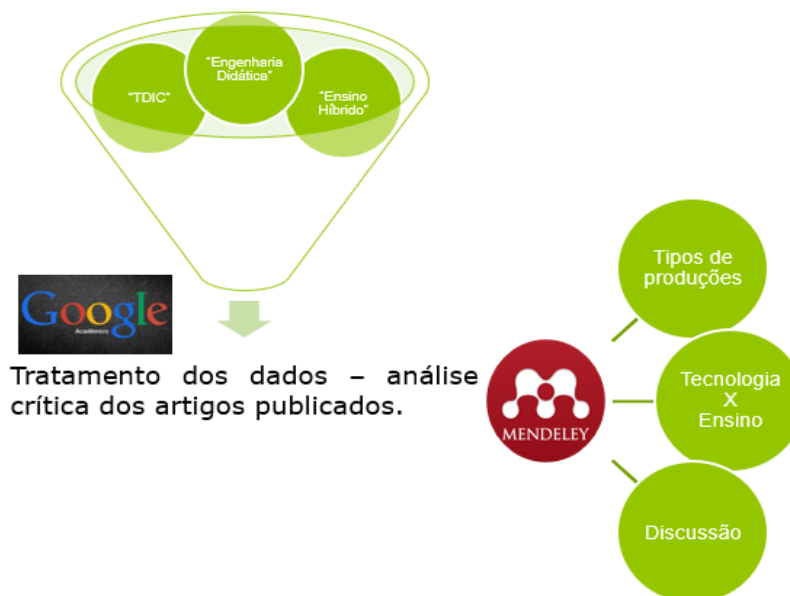 “Engenharia
Didática”
“TDIC”
“Ensino
Híbrido”
Google
Acadêmico
Tratamento dos dados – análise
crítica dos artigos publicados.
MENDELEY
Tipos de
produções
Tecnologia
X
Ensino
Discussão